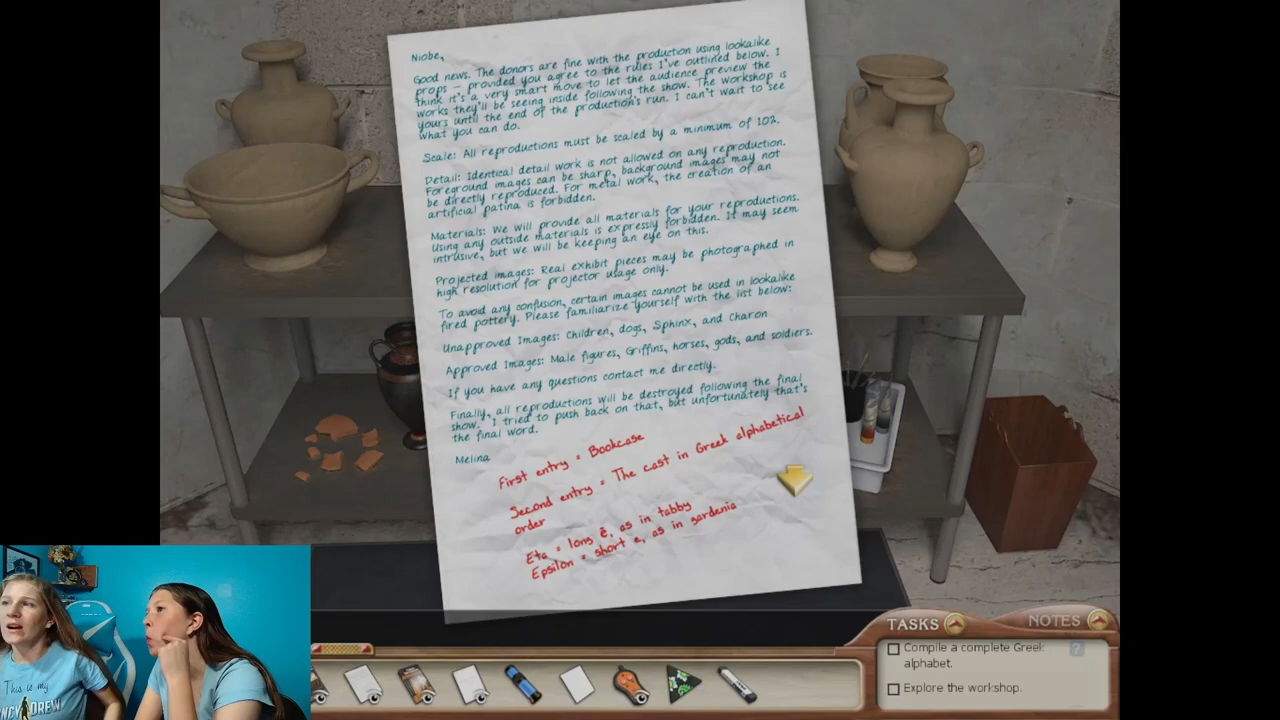 Niobe,
Good news. The donors are fine with the production using lookalike
props – provided you agree to the rules I've outlined below. I
think it's a very smart move to let the audience preview the
works they'll be seeing inside following the show. The workshop is
yours until the end of the production's run. I can't wait to see
what you can do.
Scale: All reproductions must be scaled by a minimum of 10%.
Detail: Identical detail work is not allowed on any reproduction.
Foreground images can be sharp, background images may not
be directly reproduced. For metal work, the creation of an
artificial patina is forbidden.
Materials: We will provide all materials for your reproductions.
Using any outside materials is expressly forbidden. It may seem
intrusive, but we will be keeping an eye on this.
Projected images: Real exhibit pieces may be photographed in
high resolution for projector usage only.
To avoid any confusion, certain images cannot be used in lookalike
fired pottery. Please familiarize yourself with the list below:
Unapproved Images: Children, dogs, Sphinx, and Charon
Approved Images: Male figures, Griffins, horses, gods, and soldiers.
If you have any questions contact me directly.
Finally, all reproductions will be destroyed following the final
show. I tried to push back on that, but unfortunately that's
the final word.
Melina
First entry = Bookcase
Second entry = The cast in Greek alphabetical
order
Eta = long ē, as in tabby
Epsilon = short e, as in gardenia
TASKS
NOTES
Compile a complete Greek
alphabet.
?
Explore the workshop.
This is my
NCY DREW